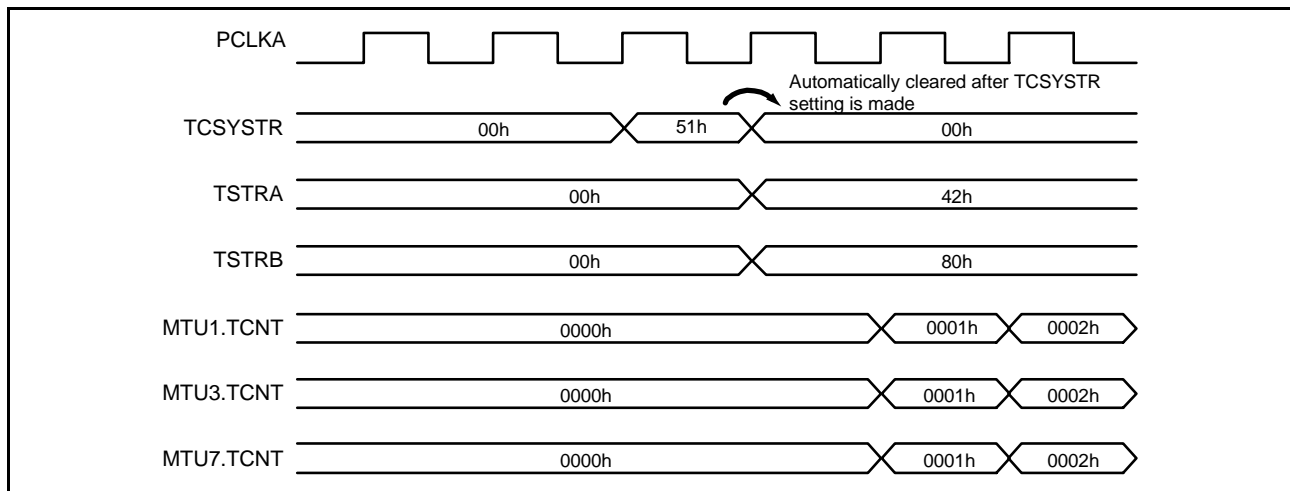 PCLKA
Automatically cleared after TCSYSTR
setting is made
TCSYSTR 00h 51h 00h
TSTRA 00h 42h
TSTRB 00h 80h
MTU1.TCNT 0000h 0001h 0002h
MTU3.TCNT 0000h 0001h 0002h
MTU7.TCNT 0000h 0001h 0002h